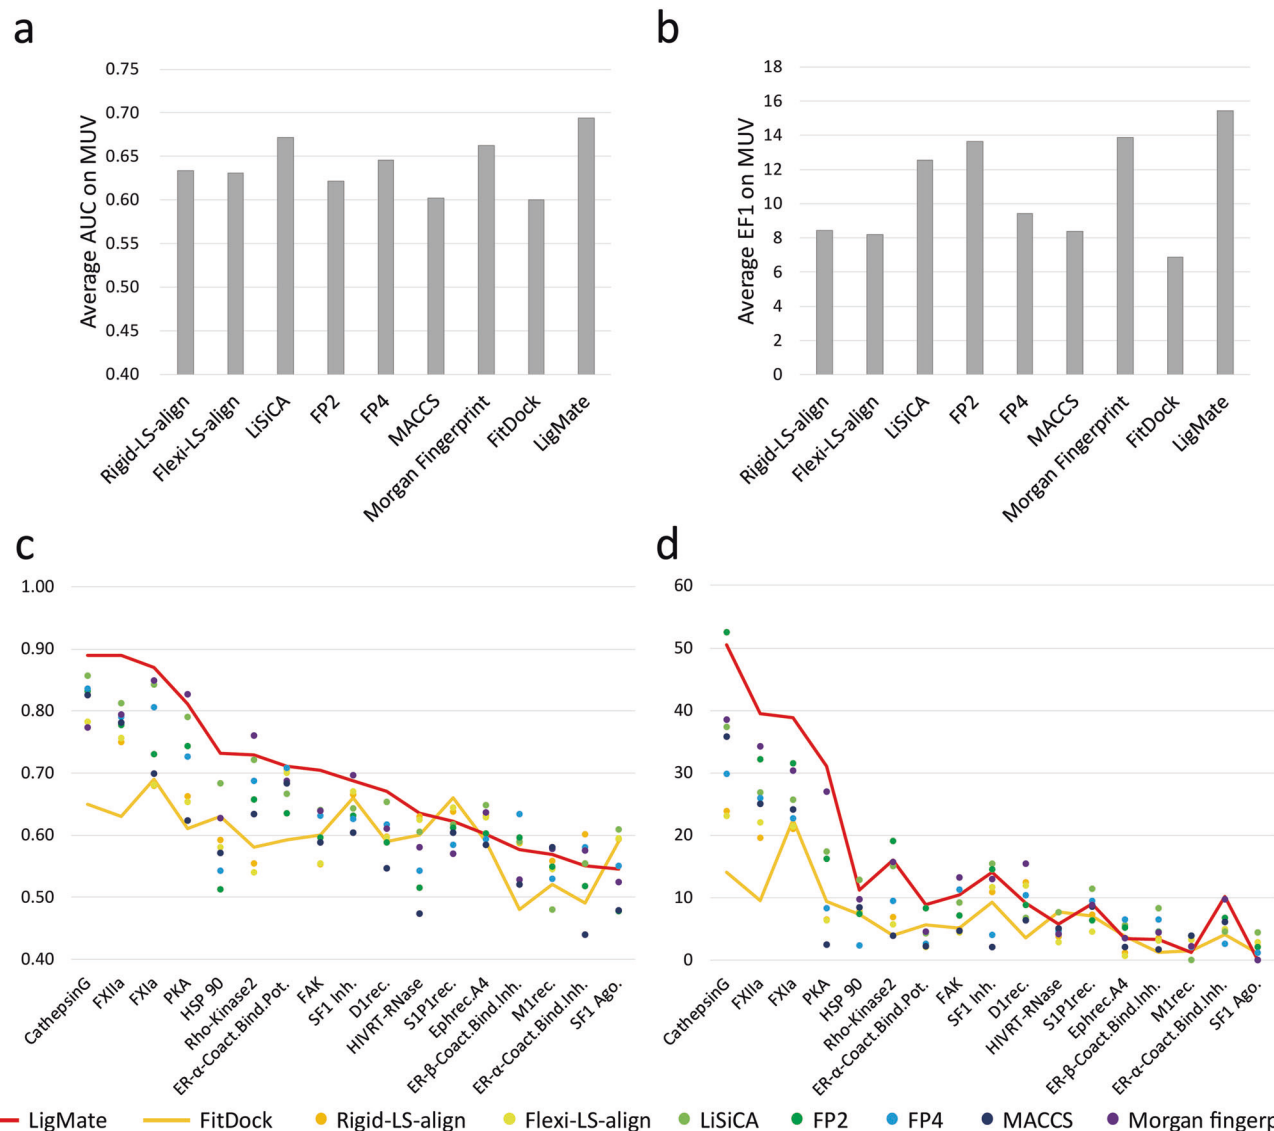 a
Average AUC on MUV
0.75
0.70
0.65
0.60
0.55
0.50
0.45
0.40
Rigid-LS-align
Flexi-LS-align
LiSiCA
FP2
FP4
MACCS
Morgan Fingerprint
FitDock
LigMate
b
Average EF1 on MUV
18
16
14
12
10
8
6
4
2
0
Rigid-LS-align
Flexi-LS-align
LiSiCA
FP2
FP4
MACCS
Morgan Fingerprint
FitDock
LigMate
c
1.00
0.90
0.80
0.70
0.60
0.50
0.40
CathepsinG
FXIIa
FXIa
PKA
HSP 90
Rho-Kinase2
ER-α-Coact.Bind.Pot.
FAK
SF1 Inh.
D1rec.
HIVRT-RNase
S1P1rec.
Ephrec.A4
ER-β-Coact.Bind.Inh.
M1rec.
ER-α-Coact.Bind.Inh.
SF1 Ago.
d
60
50
40
30
20
10
0
CathepsinG
FXIIa
FXIa
PKA
HSP 90
Rho-Kinase2
ER-α-Coact.Bind.Pot.
FAK
SF1 Inh.
D1rec.
HIVRT-RNase
S1P1rec.
Ephrec.A4
ER-β-Coact.Bind.Inh.
M1rec.
ER-α-Coact.Bind.Inh.
SF1 Ago.
LigMate
FitDock
Rigid-LS-align
Flexi-LS-align
LiSiCA
FP2
FP4
MACCS
Morgan fingerp